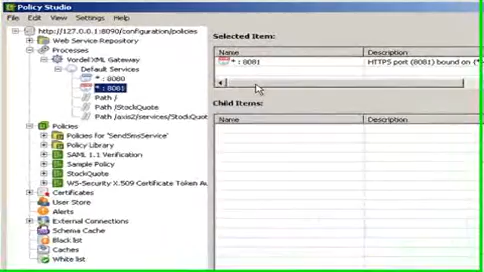 Policy Studio
File Edit View Settings Help
http://127.0.0.1:8090/configuration/policies
Web Service Repository
Processes
Vordel XML Gateway
Default Services
* : 8080
* : 8081
Path /
Path /StockQuote
Path /axis2/services/StockQuot
Policies
Policies for 'SendSmsService'
Policy Library
SAML 1.1 Verification
Sample Policy
StockQuote
WS-Security X.509 Certificate Token Au
Certificates
User Store
Alerts
External Connections
Schema Cache
Black list
Caches
White list
Selected Item:
Name Description
* : 8081 HTTPS port (8081) bound on (*
Child Items:
Name Description